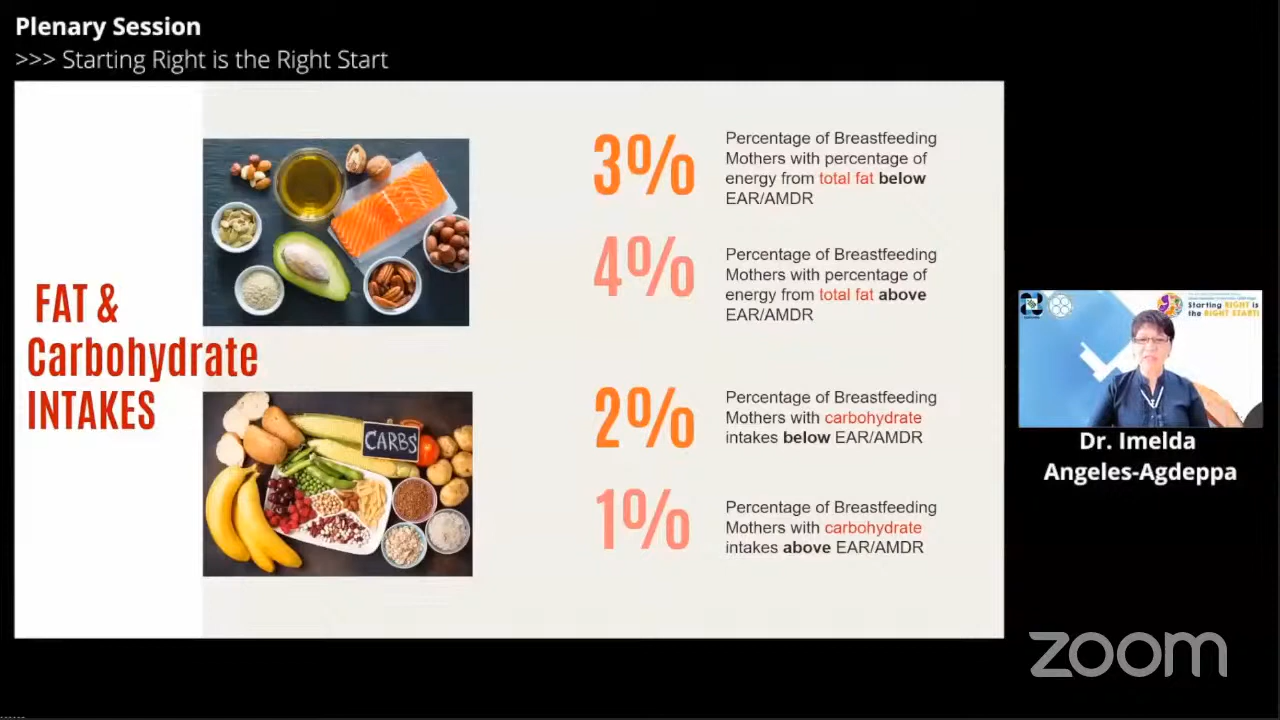 Plenary Session
>>> Starting Right is the Right Start
FAT &
Carbohydrate
INTAKES
CARBS
3%
Percentage of Breastfeeding
Mothers with percentage of
energy from total fat below
EAR/AMDR
4%
Percentage of Breastfeeding
Mothers with percentage of
energy from total fat above
EAR/AMDR
2%
Percentage of Breastfeeding
Mothers with carbohydrate
intakes below EAR/AMDR
1%
Percentage of Breastfeeding
Mothers with carbohydrate
intakes above EAR/AMDR
Starting RIGHT is
the RIGHT START!
Dr. Imelda
Angeles-Agdeppa
zoom